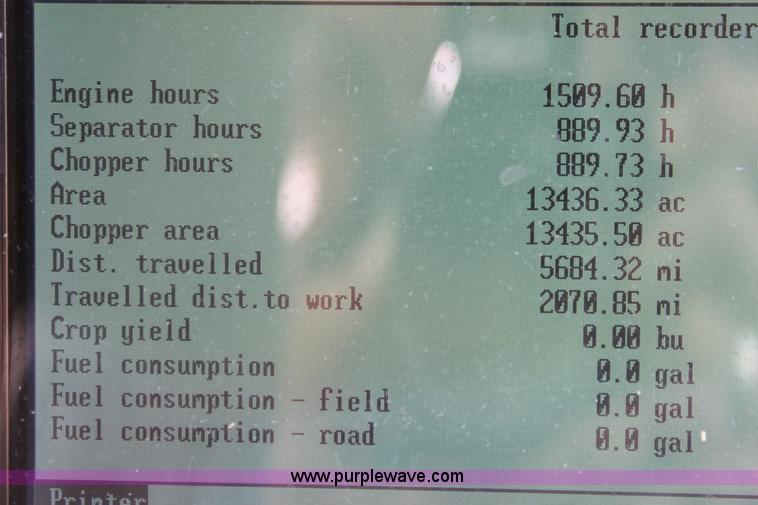 Total recorder
Engine hours 1509.60 h
Separator hours 889.93 h
Chopper hours 889.73 h
Area 13436.33 ac
Chopper area 13435.50 ac
Dist. travelled 5684.32 mi
Travelled dist.to work 2070.85 mi
Crop yield 0.00 bu
Fuel consumption 0.0 gal
Fuel consumption - field 0.0 gal
Fuel consumption - road 0.0 gal
www.purplewave.com
Printer